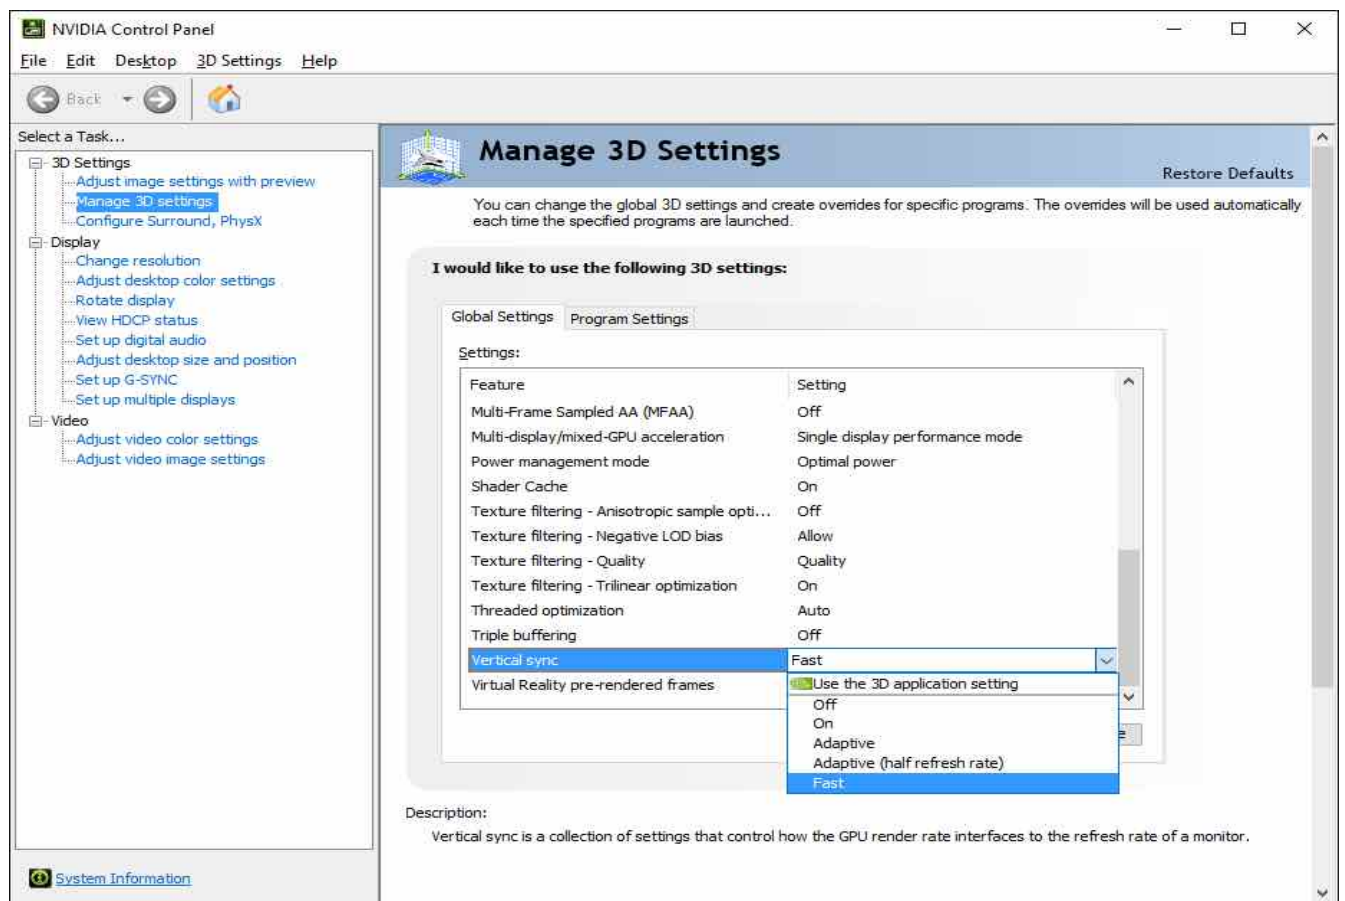 NVIDIA Control Panel
File Edit Desktop 3D Settings Help
Back
Select a Task...
3D Settings
Adjust image settings with preview
Manage 3D settings
Configure Surround, PhysX
Display
Change resolution
Adjust desktop color settings
Rotate display
View HDCP status
Set up digital audio
Adjust desktop size and position
Set up G-SYNC
Set up multiple displays
Video
Adjust video color settings
Adjust video image settings
System Information
Manage 3D Settings
Restore Defaults
You can change the global 3D settings and create overrides for specific programs. The overrides will be used automatically
each time the specified programs are launched.
I would like to use the following 3D settings:
Global Settings Program Settings
Settings:
Feature Setting
Multi-Frame Sampled AA (MFAA) Off
Multi-display/mixed-GPU acceleration Single display performance mode
Power management mode Optimal power
Shader Cache On
Texture filtering - Anisotropic sample opti... Off
Texture filtering - Negative LOD bias Allow
Texture filtering - Quality Quality
Texture filtering - Trilinear optimization On
Threaded optimization Auto
Triple buffering Off
Vertical sync Fast
Virtual Reality pre-rendered frames
Use the 3D application setting
Off
On
Adaptive
Adaptive (half refresh rate)
Fast
Description:
Vertical sync is a collection of settings that control how the GPU render rate interfaces to the refresh rate of a monitor.